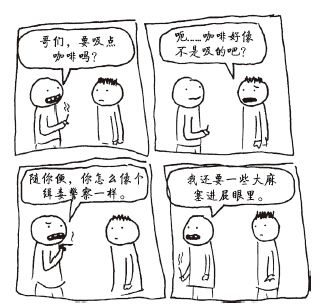 哥们，要吸点
咖啡吗？
呃……咖啡好像
不是吸的吧？
随你便，你怎么像个
缉毒警察一样。
我还要一些大麻
塞进屁眼里。